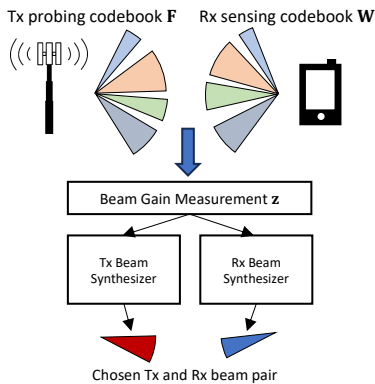 Tx probing codebook F
Rx sensing codebook W
Beam Gain Measurement z
Tx Beam
Synthesizer
Rx Beam
Synthesizer
Chosen Tx and Rx beam pair